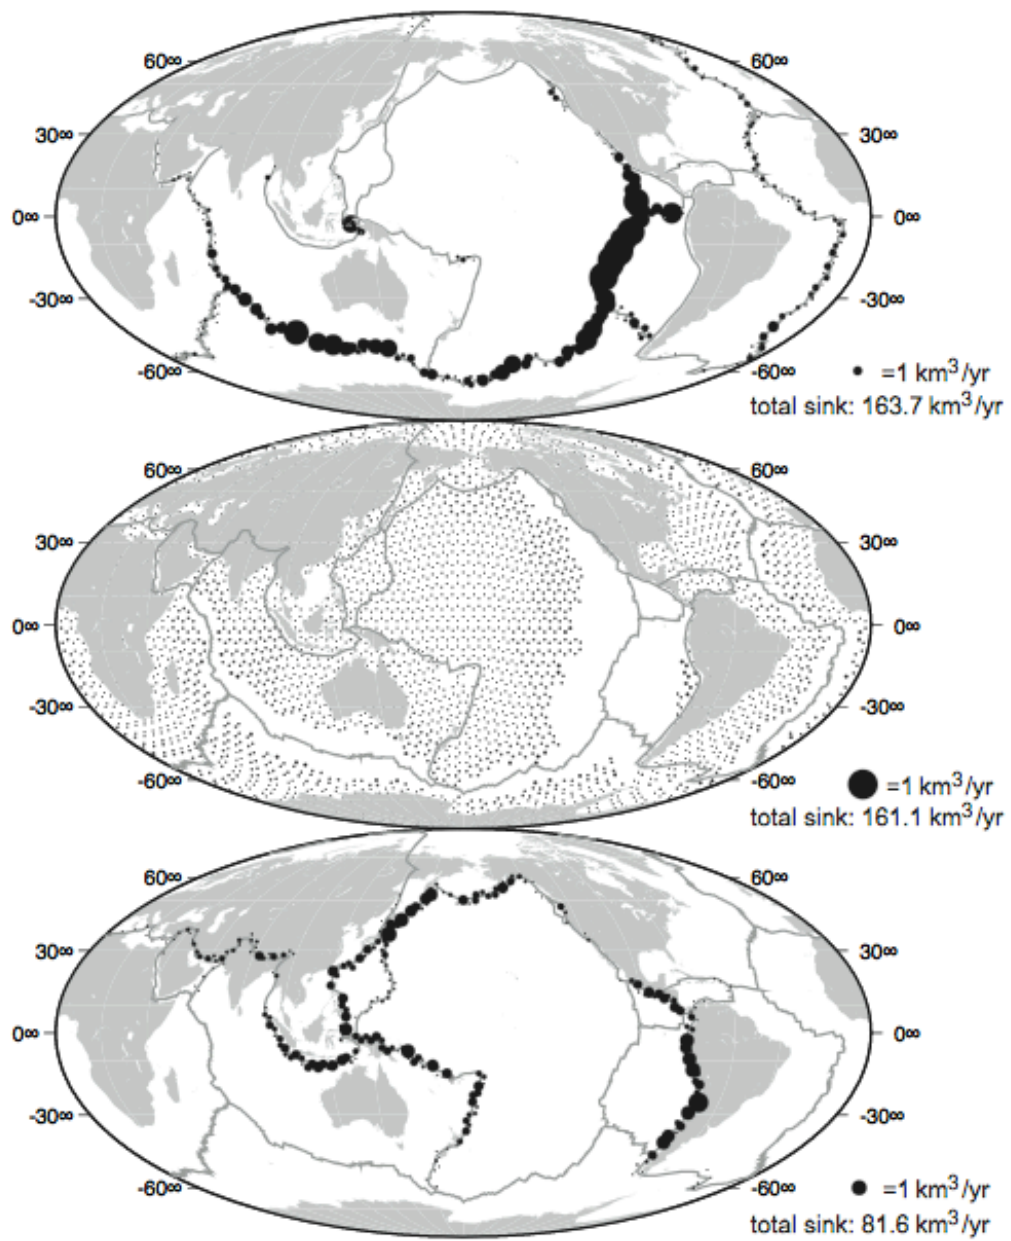 60∞ 60∞
30∞ 30∞
0∞ 0∞
-30∞ -30∞
-60∞ -60∞
=1 km³/yr
total sink: 163.7 km³/yr
60∞ 60∞
30∞ 30∞
0∞ 0∞
-30∞ -30∞
-60∞ -60∞
=1 km³/yr
total sink: 161.1 km³/yr
60∞ 60∞
30∞ 30∞
0∞ 0∞
-30∞ -30∞
-60∞ -60∞
=1 km³/yr
total sink: 81.6 km³/yr